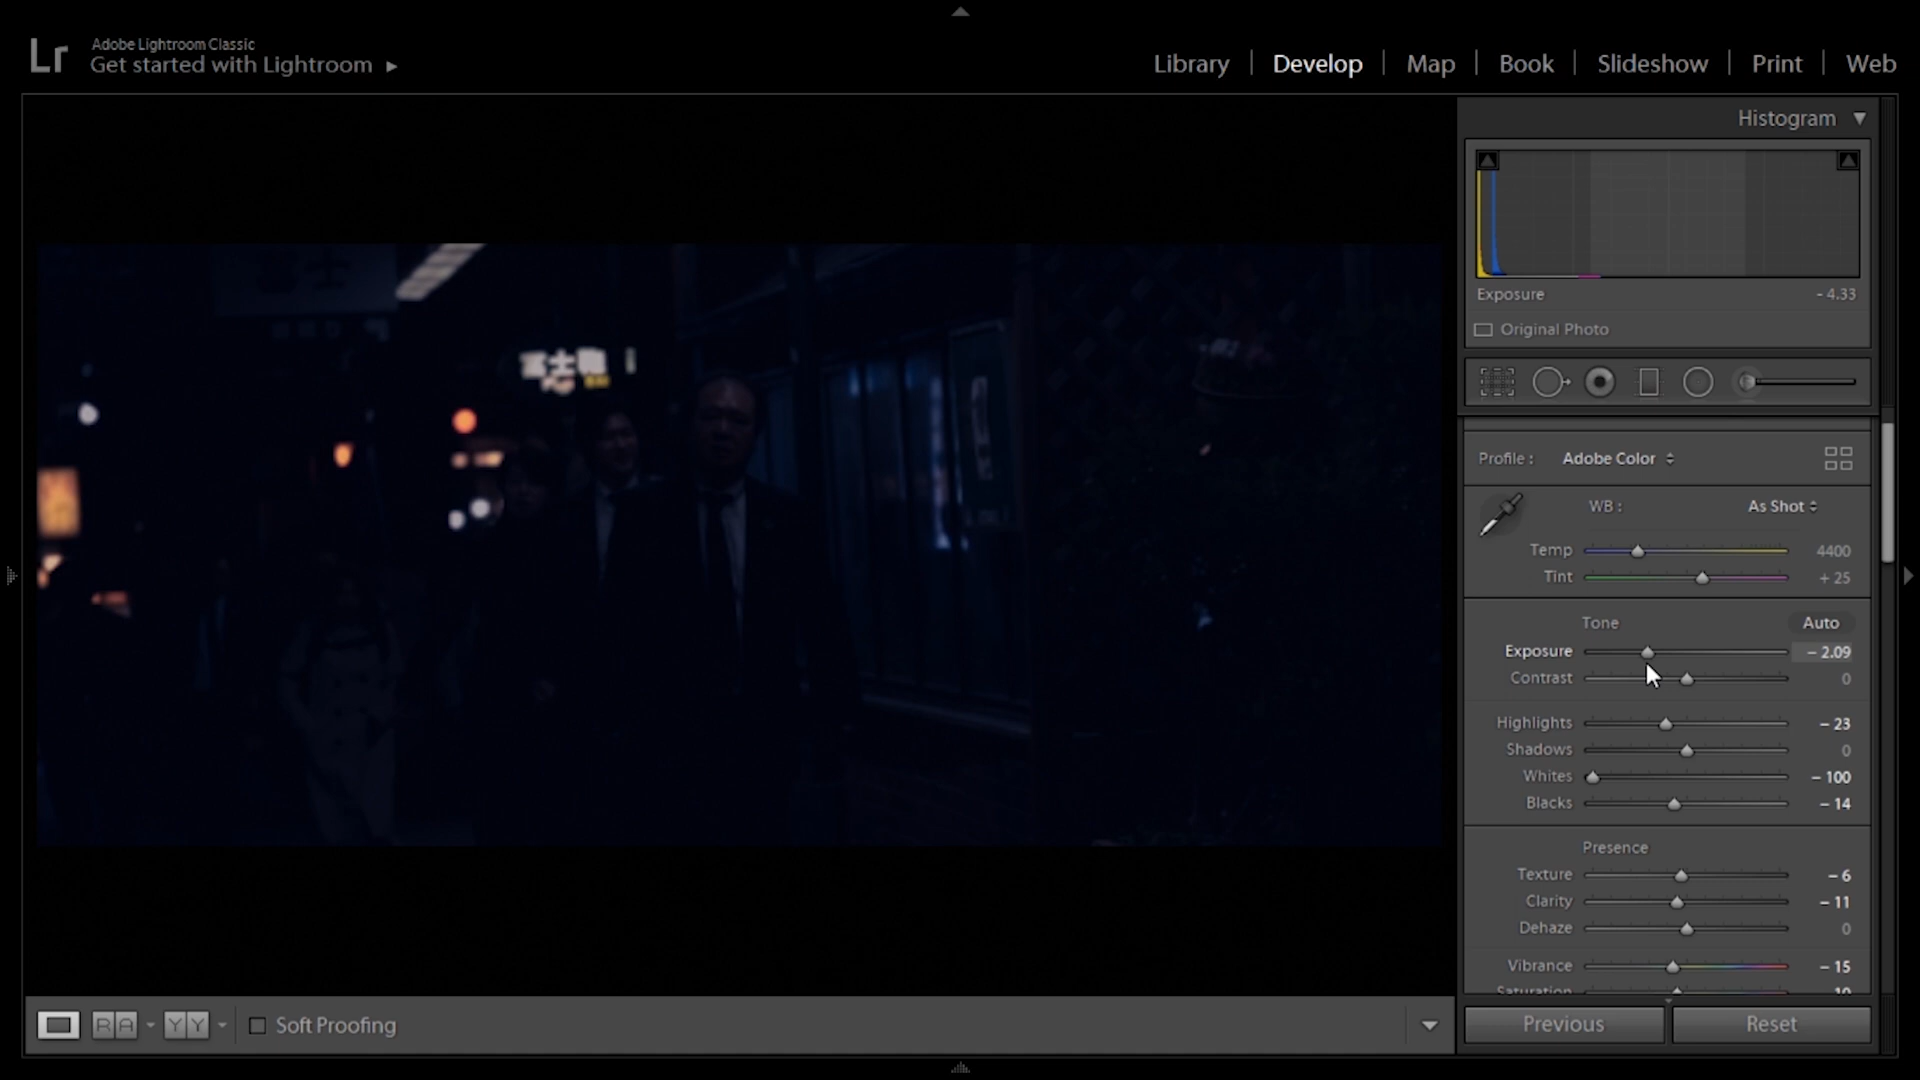 Lr
Adobe Lightroom Classic
Get started with Lightroom
Library
Develop
Map
Book
Slideshow
Print
Web
Histogram
Exposure - 4.33
Original Photo
富士
Profile : Adobe Color
WB : As Shot
Temp 4400
Tint + 25
Tone Auto
Exposure - 2.09
Contrast 0
Highlights - 23
Shadows 0
Whites - 100
Blacks - 14
Presence
Texture - 6
Clarity - 11
Dehaze 0
Vibrance - 15
Saturation
R A
Y Y
Soft Proofing
Previous
Reset